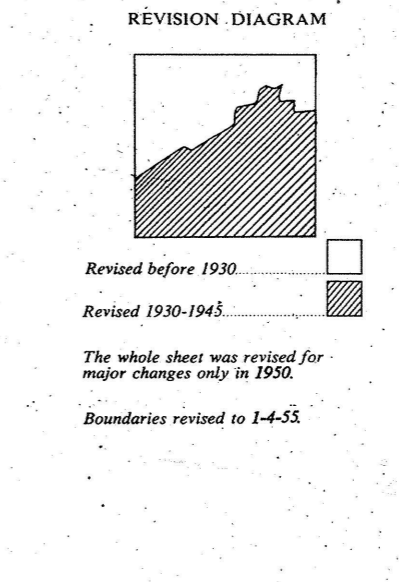 REVISION DIAGRAM
Revised before 1930
Revised 1930-1945
The whole sheet was revised for
major changes only in 1950.
Boundaries revised to 1-4-55.